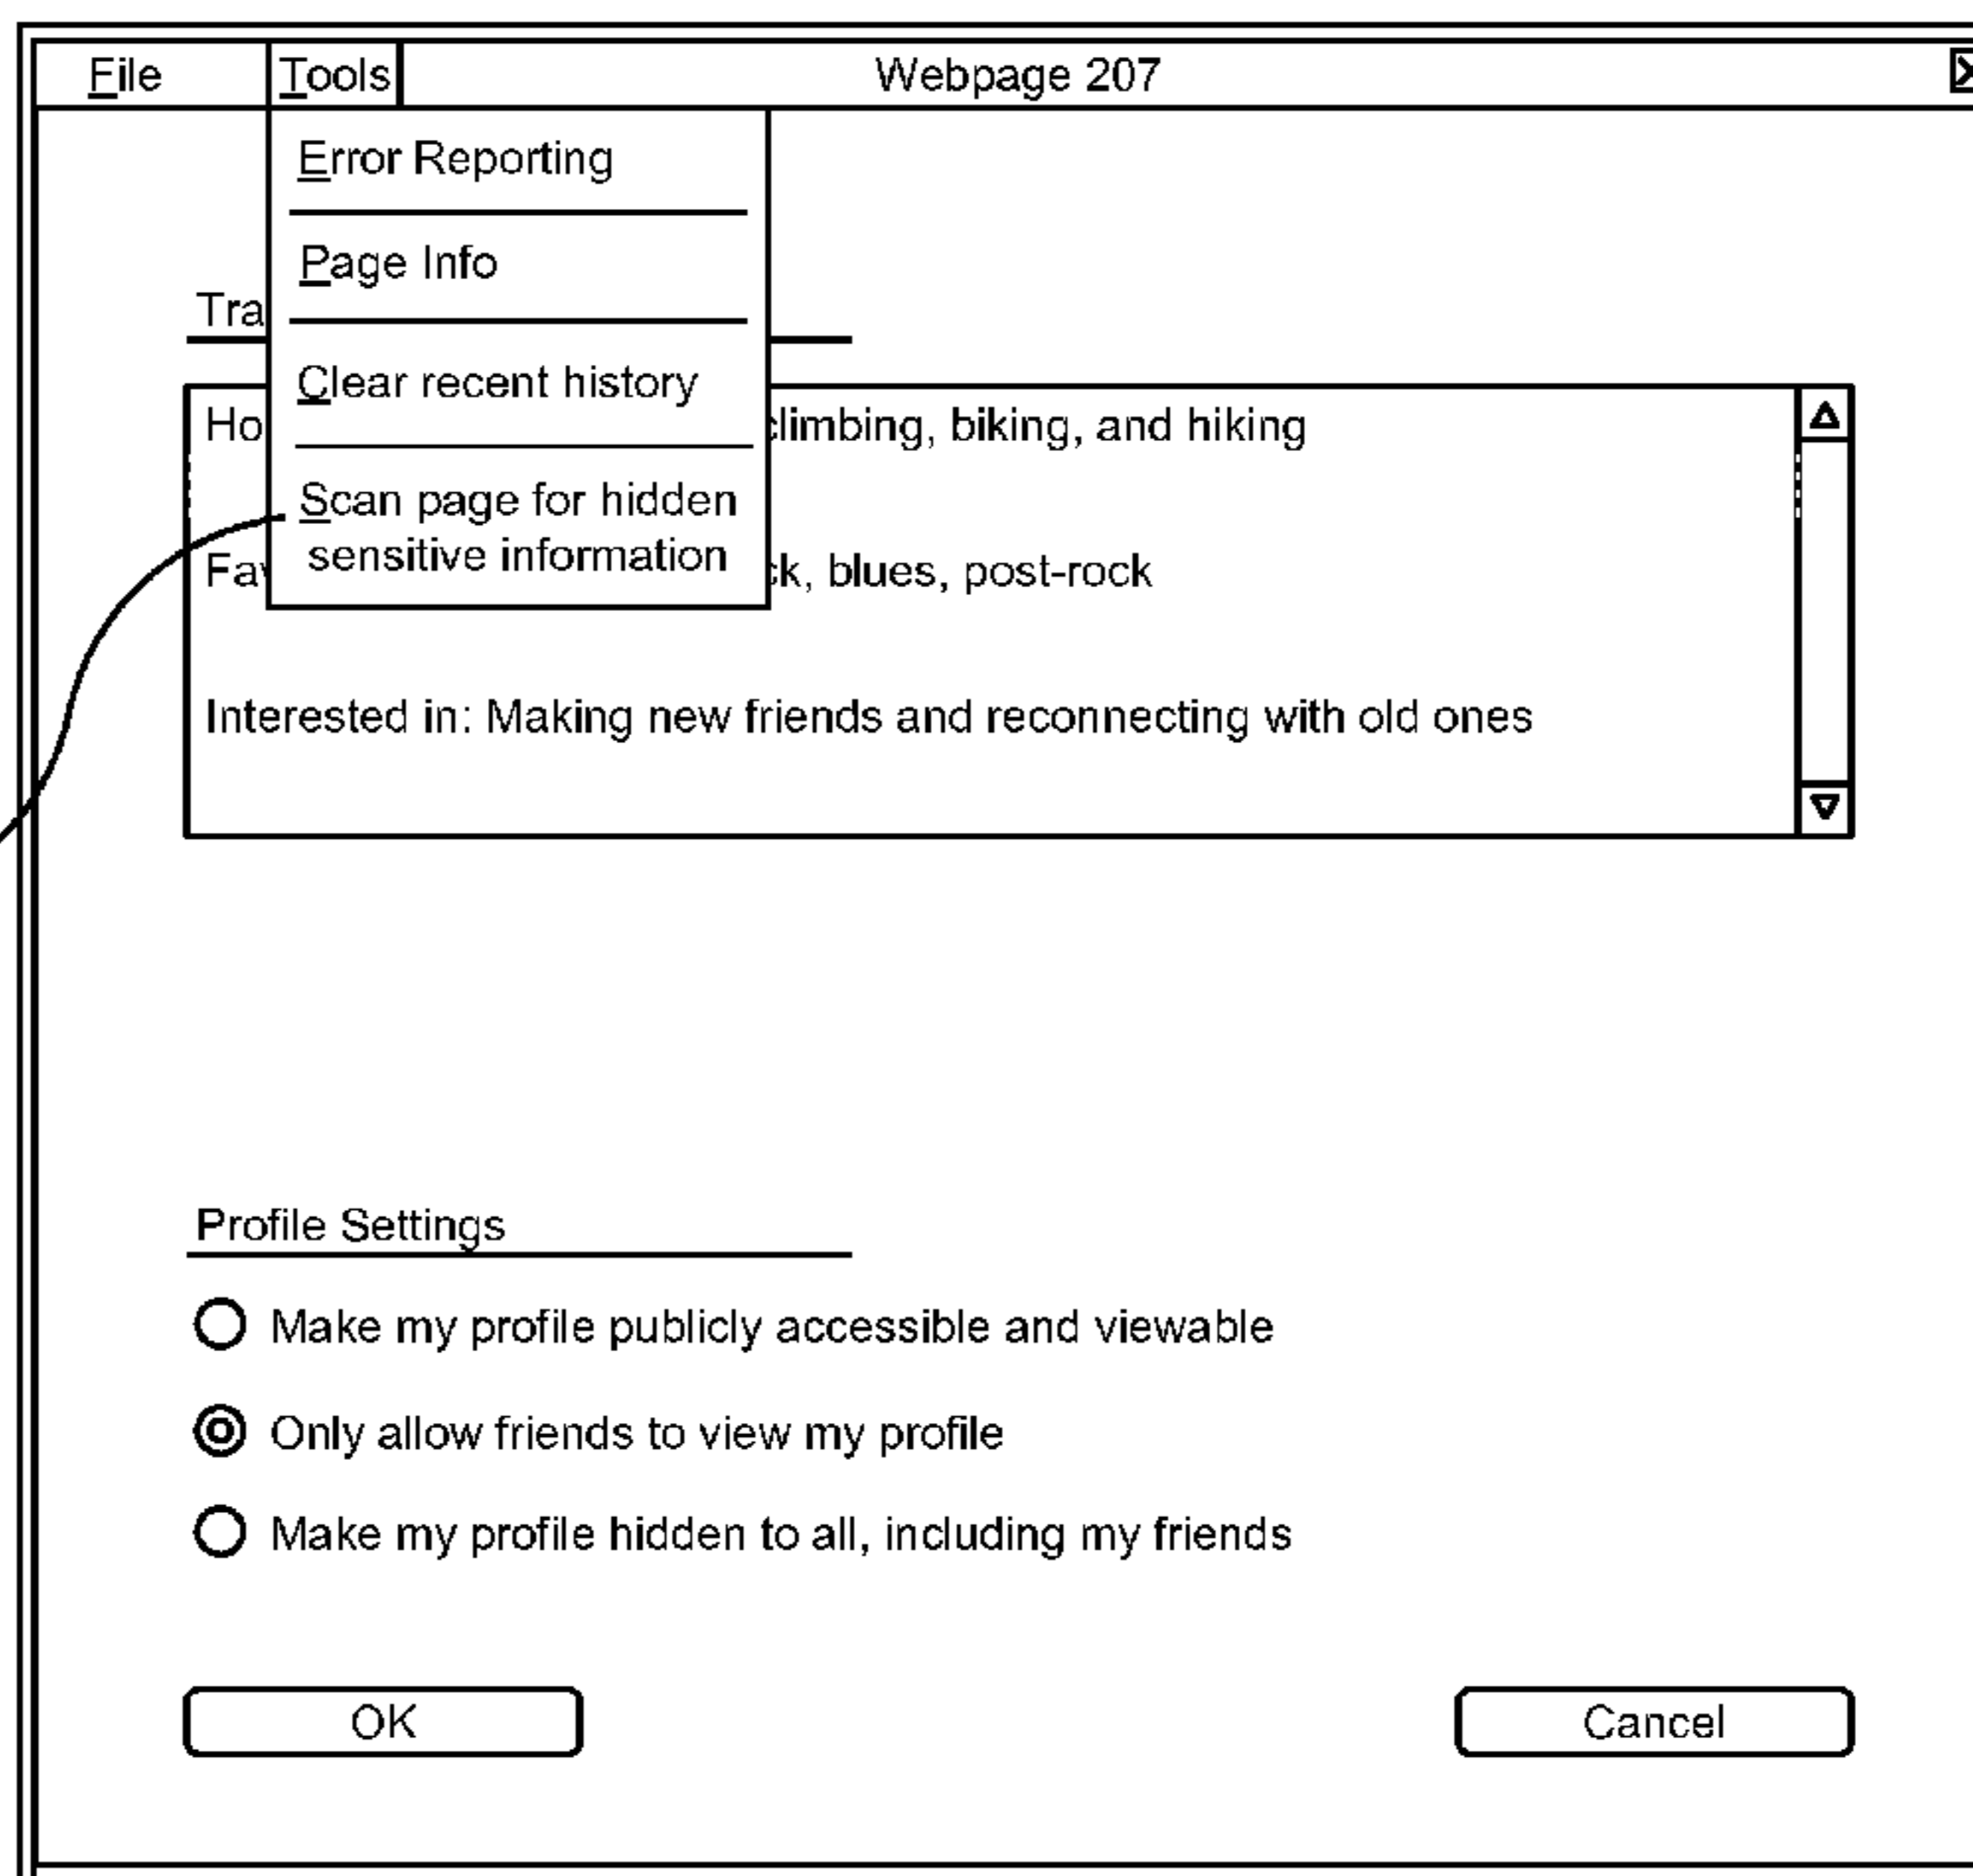 File Tools Webpage 207
Error Reporting
Page Info
Tra
Clear recent history
Ho climbing, biking, and hiking
Scan page for hidden
sensitive information
Fav ck, blues, post-rock
Interested in: Making new friends and reconnecting with old ones
Profile Settings
Make my profile publicly accessible and viewable
Only allow friends to view my profile
Make my profile hidden to all, including my friends
OK Cancel